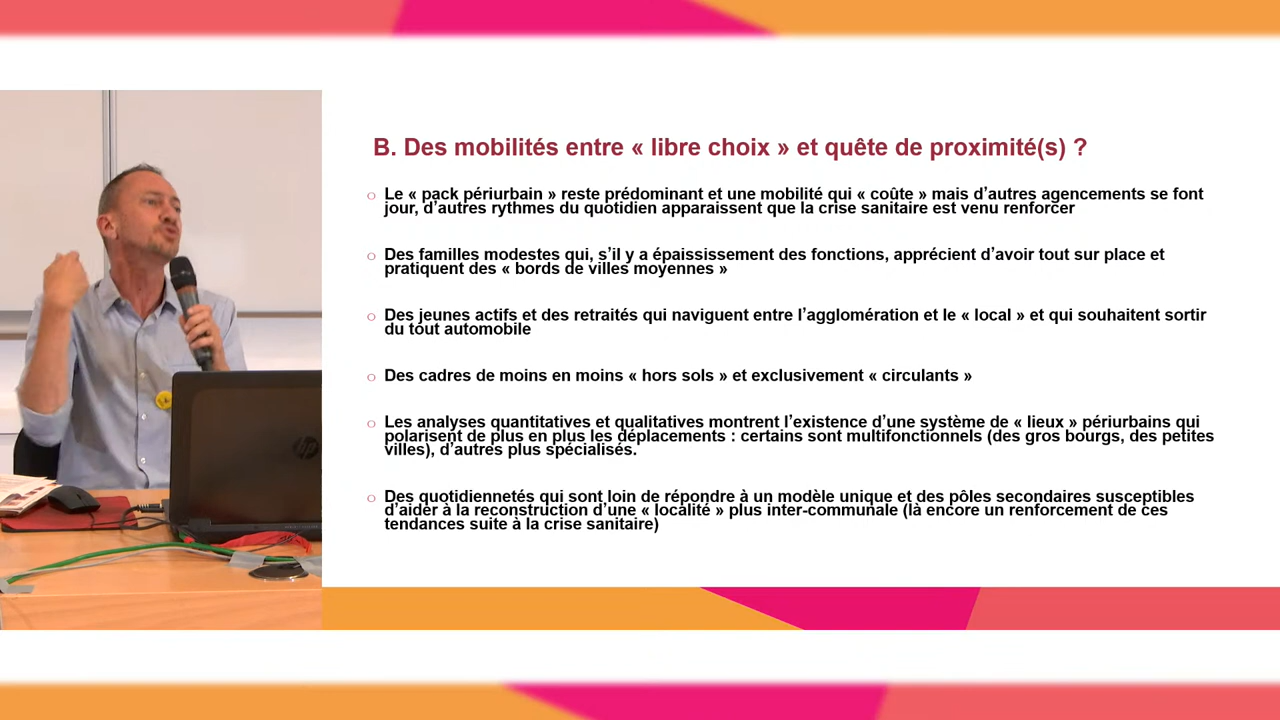 B. Des mobilités entre « libre choix » et quête de proximité(s) ?
Le « pack périurbain » reste prédominant et une mobilité qui « coûte » mais d’autres agencements se font
jour, d’autres rythmes du quotidien apparaissent que la crise sanitaire est venu renforcer
Des familles modestes qui, s’il y a épaississement des fonctions, apprécient d’avoir tout sur place et
pratiquent des « bords de villes moyennes »
Des jeunes actifs et des retraités qui naviguent entre l’agglomération et le « local » et qui souhaitent sortir
du tout automobile
Des cadres de moins en moins « hors sols » et exclusivement « circulants »
Les analyses quantitatives et qualitatives montrent l’existence d’une système de « lieux » périurbains qui
polarisent de plus en plus les déplacements : certains sont multifonctionnels (des gros bourgs, des petites
villes), d’autres plus spécialisés.
Des quotidiennetés qui sont loin de répondre à un modèle unique et des pôles secondaires susceptibles
d’aider à la reconstruction d’une « localité » plus inter-communale (là encore un renforcement de ces
tendances suite à la crise sanitaire)
hp